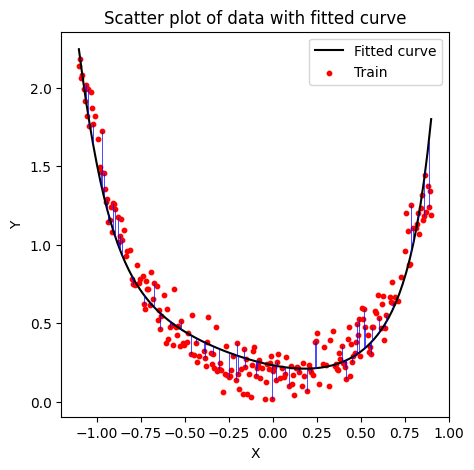 Scatter plot of data with fitted curve
Fitted curve
Train
Y
2.0
1.5
1.0
0.5
0.0
−1.00 −0.75 −0.50 −0.25 0.00 0.25 0.50 0.75 1.00
X